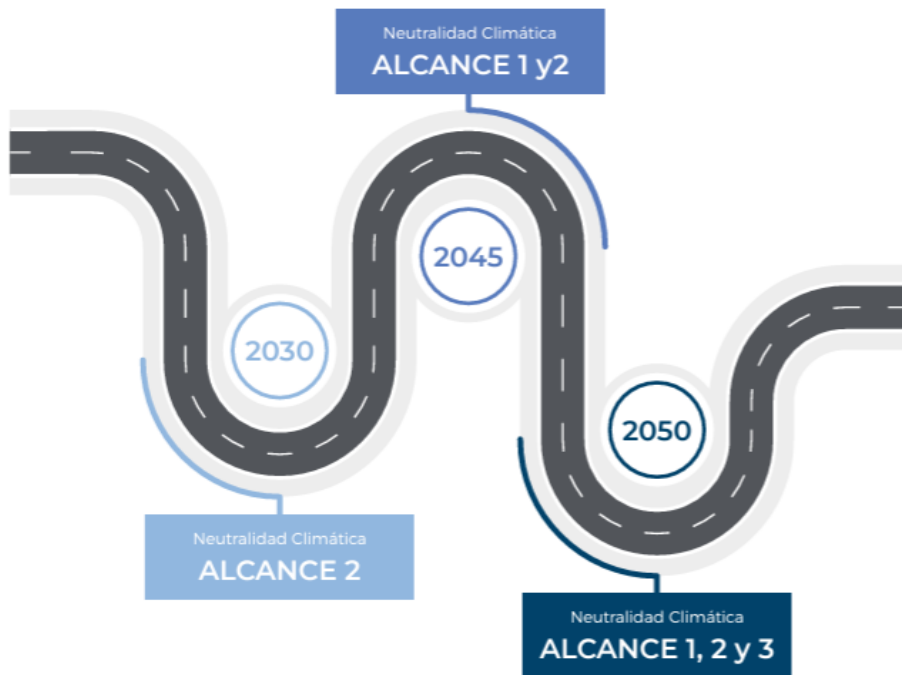 Neutralidad Climática
ALCANCE 1 y2
2045
2030
2050
Neutralidad Climática
ALCANCE 2
Neutralidad Climática
ALCANCE 1, 2 y 3